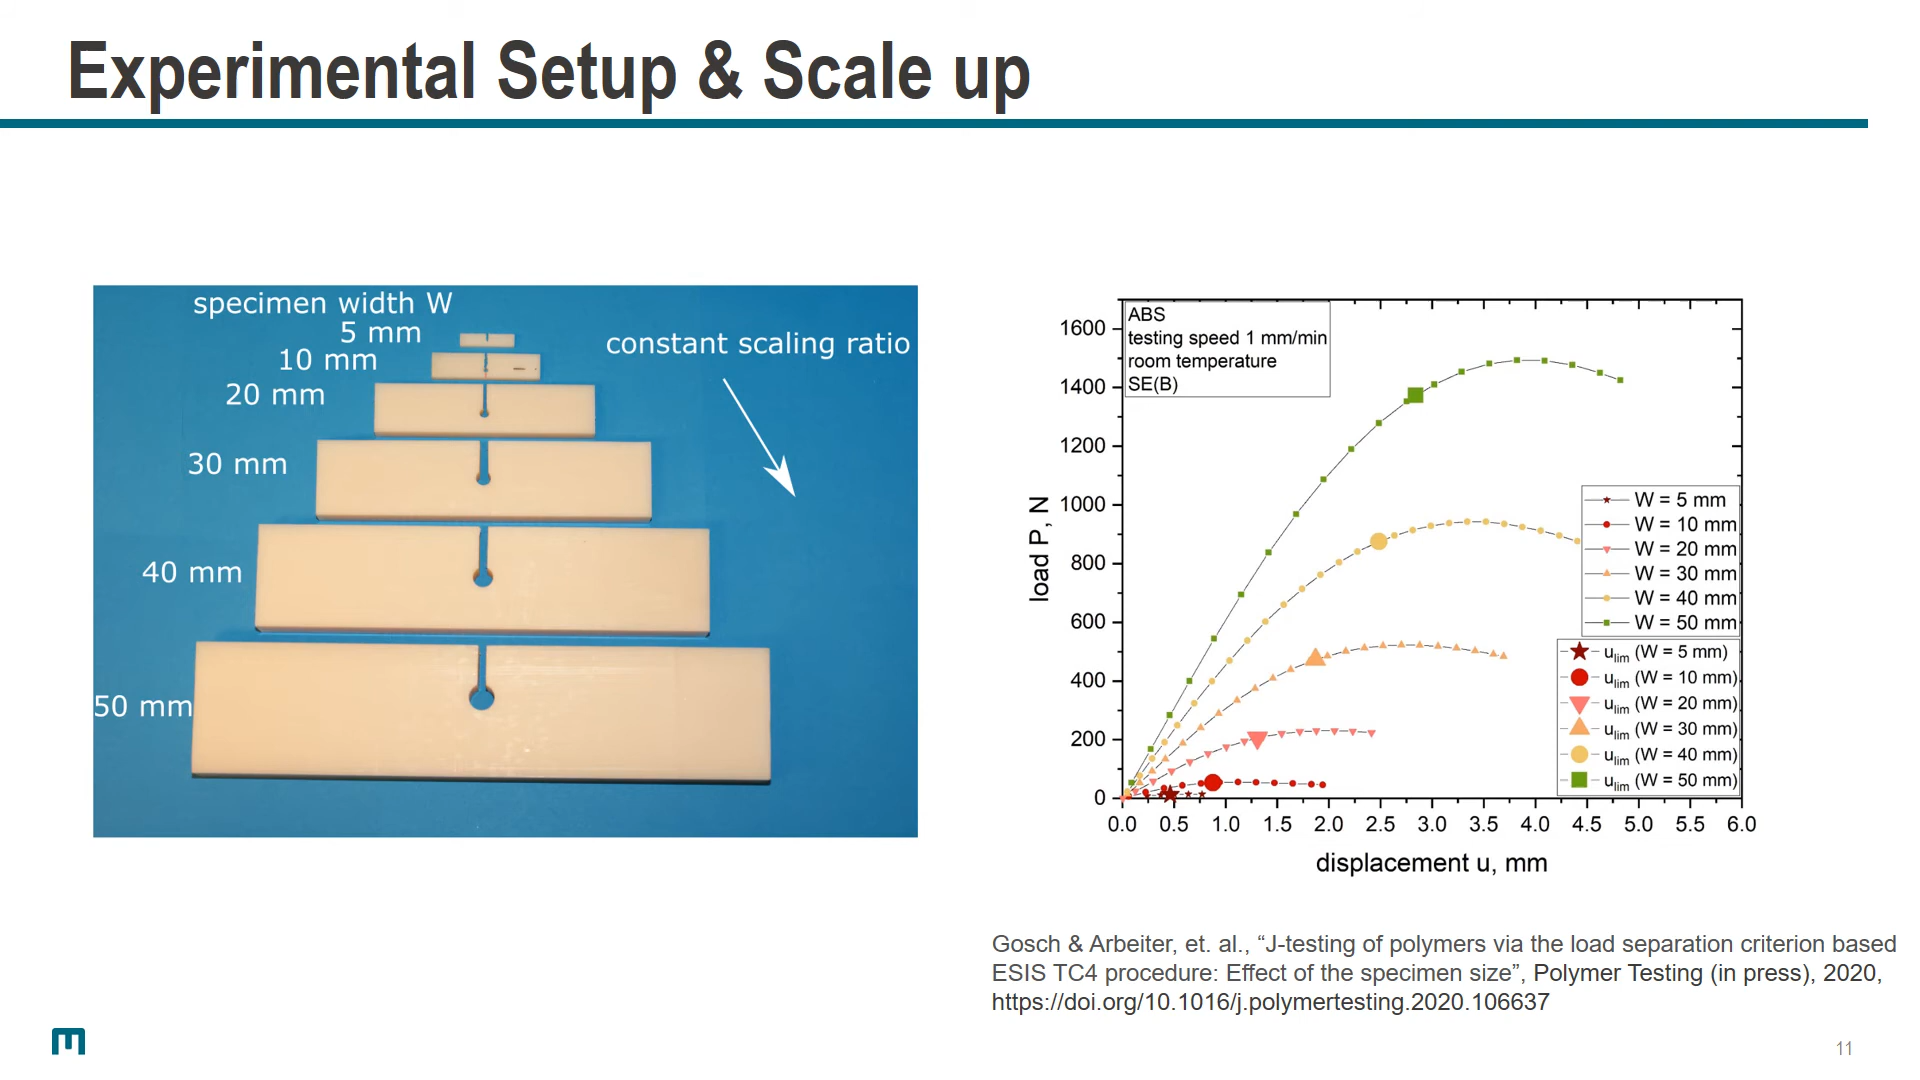 Experimental Setup & Scale up
specimen width W
5 mm
10 mm
20 mm
30 mm
40 mm
50 mm
constant scaling ratio
ABS
testing speed 1 mm/min
room temperature
SE(B)
load P, N
1600
1400
1200
1000
800
600
400
200
0
0.0 0.5 1.0 1.5 2.0 2.5 3.0 3.5 4.0 4.5 5.0 5.5 6.0
displacement u, mm
W = 5 mm
W = 10 mm
W = 20 mm
W = 30 mm
W = 40 mm
W = 50 mm
ulim (W = 5 mm)
ulim (W = 10 mm)
ulim (W = 20 mm)
ulim (W = 30 mm)
ulim (W = 40 mm)
ulim (W = 50 mm)
Gosch & Arbeiter, et. al., “J-testing of polymers via the load separation criterion based
ESIS TC4 procedure: Effect of the specimen size”, Polymer Testing (in press), 2020,
https://doi.org/10.1016/j.polymertesting.2020.106637
11